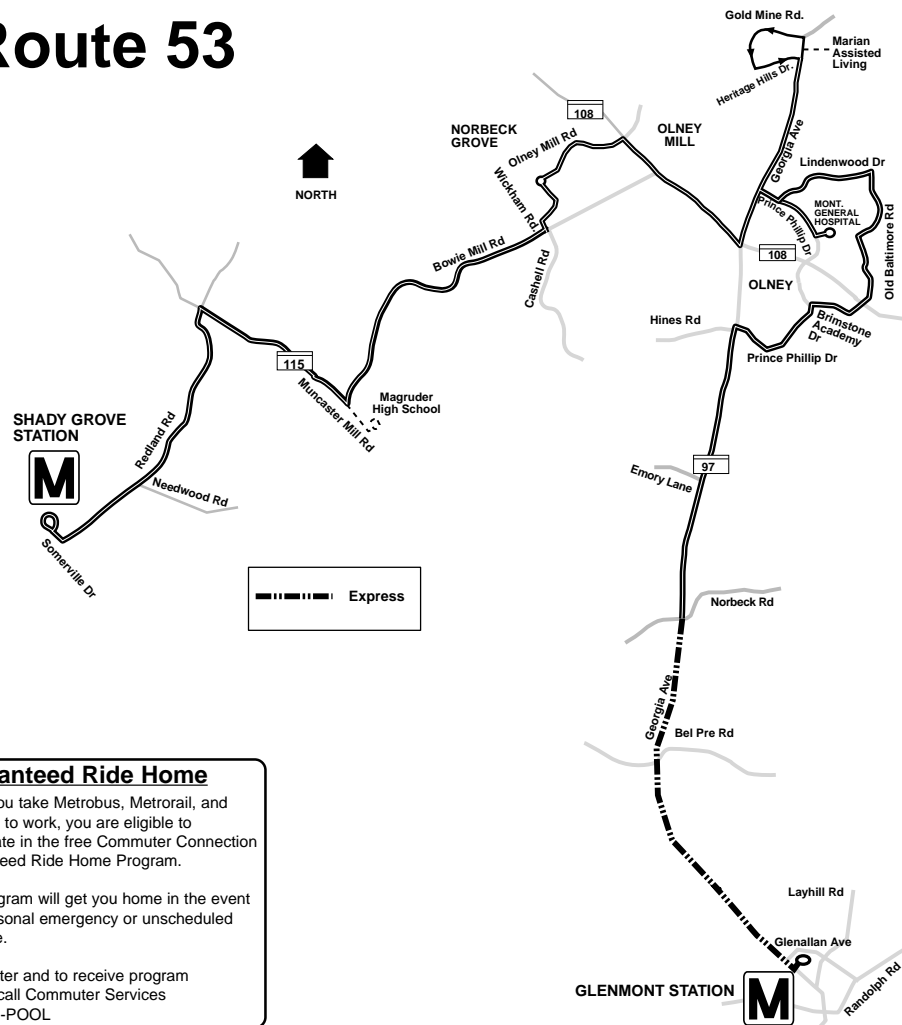 Route 53
Gold Mine Rd.
Marian
Assisted
Living
Heritage Hills Dr.
108
NORBECK
GROVE
OLNEY
MILL
Olney Mill Rd
Georgia Ave
Lindenwood Dr
NORTH
Wickham Rd.
Prince Phillip Dr
MONT.
GENERAL
HOSPITAL
Old Baltimore Rd
Bowie Mill Rd
108
Cashell Rd
OLNEY
Hines Rd
Brimstone
Academy
Dr
Prince Phillip Dr
115
Magruder
High School
Muncaster Mill Rd
SHADY GROVE
STATION
M
Redland Rd
Needwood Rd
97
Emory Lane
Somerville Dr
Express
Norbeck Rd
Georgia Ave
Bel Pre Rd
anteed Ride Home
ou take Metrobus, Metrorail, and
to work, you are eligible to
ate in the free Commuter Connection
eed Ride Home Program.
gram will get you home in the event
sonal emergency or unscheduled
e.
ter and to receive program
call Commuter Services
-POOL
Layhill Rd
Glenallan Ave
Randolph Rd
GLENMONT STATION
M